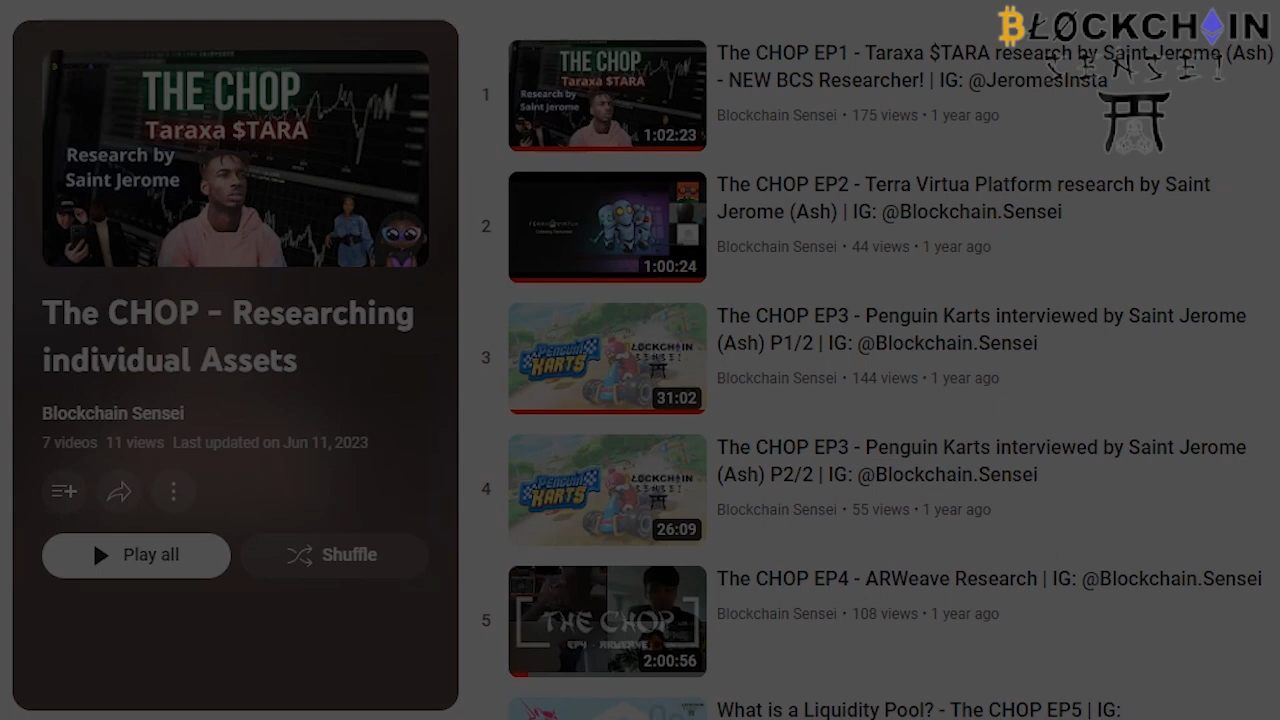 BŁØCKCHAIN
SENSEI
THE CHOP
Taraxa $TARA
Research by
Saint Jerome
The CHOP - Researching
individual Assets
Blockchain Sensei
7 videos 11 views Last updated on Jun 11, 2023
Play all
Shuffle
1
THE CHOP
Taraxa $TARA
Research by
Saint Jerome
1:02:23
The CHOP EP1 - Taraxa $TARA research by Saint Jerome (Ash)
- NEW BCS Researcher! | IG: @JeromesInsta
Blockchain Sensei • 175 views • 1 year ago
2
1:00:24
The CHOP EP2 - Terra Virtua Platform research by Saint
Jerome (Ash) | IG: @Blockchain.Sensei
Blockchain Sensei • 44 views • 1 year ago
3
PENGUIN
KARTS
BŁØCKCHAIN
SENSEI
31:02
The CHOP EP3 - Penguin Karts interviewed by Saint Jerome
(Ash) P1/2 | IG: @Blockchain.Sensei
Blockchain Sensei • 144 views • 1 year ago
4
PENGUIN
KARTS
BŁØCKCHAIN
SENSEI
26:09
The CHOP EP3 - Penguin Karts interviewed by Saint Jerome
(Ash) P2/2 | IG: @Blockchain.Sensei
Blockchain Sensei • 55 views • 1 year ago
5
THE CHOP
EP4 - ARWEAVE
2:00:56
The CHOP EP4 - ARWeave Research | IG: @Blockchain.Sensei
Blockchain Sensei • 108 views • 1 year ago
What is a Liquidity Pool? - The CHOP EP5 | IG: